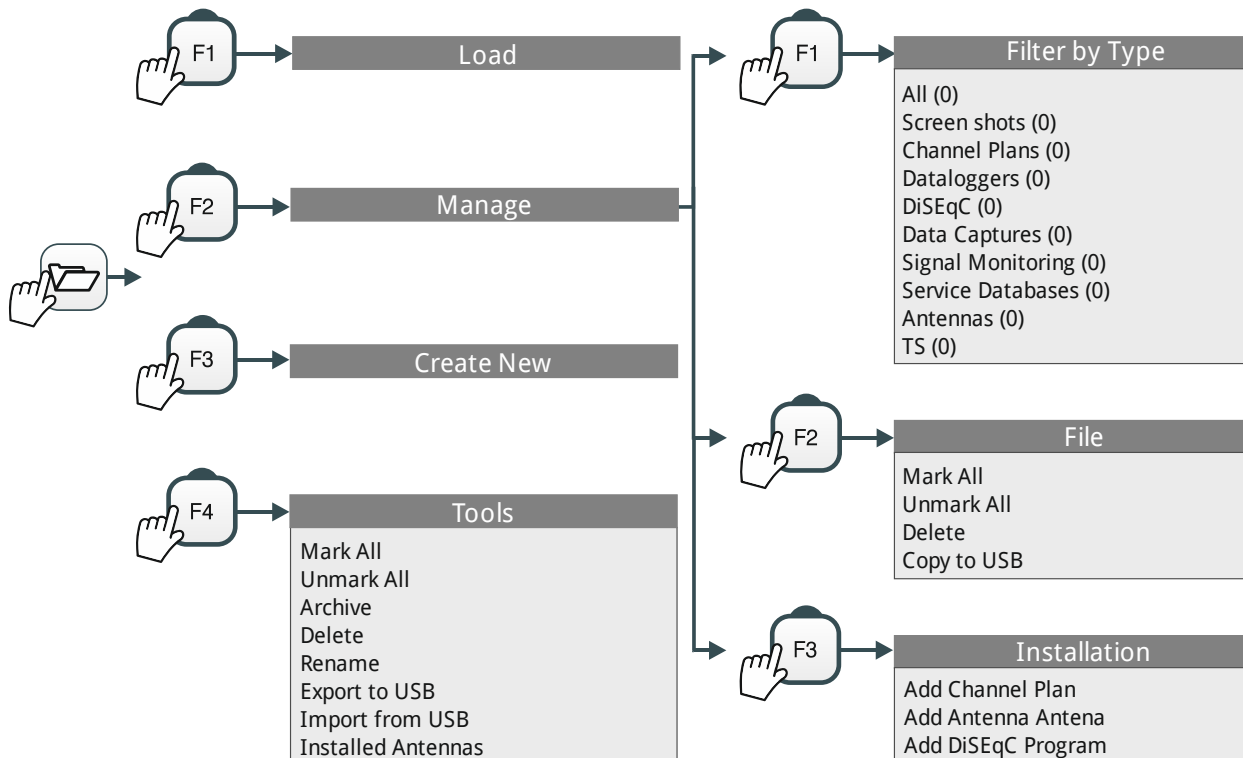 F1
Load
F2
Manage
F3
Create New
F4
Tools
Mark All
Unmark All
Archive
Delete
Rename
Export to USB
Import from USB
Installed Antennas
F1
Filter by Type
All (0)
Screen shots (0)
Channel Plans (0)
Dataloggers (0)
DiSEqC (0)
Data Captures (0)
Signal Monitoring (0)
Service Databases (0)
Antennas (0)
TS (0)
F2
File
Mark All
Unmark All
Delete
Copy to USB
F3
Installation
Add Channel Plan
Add Antenna Antena
Add DiSEqC Program